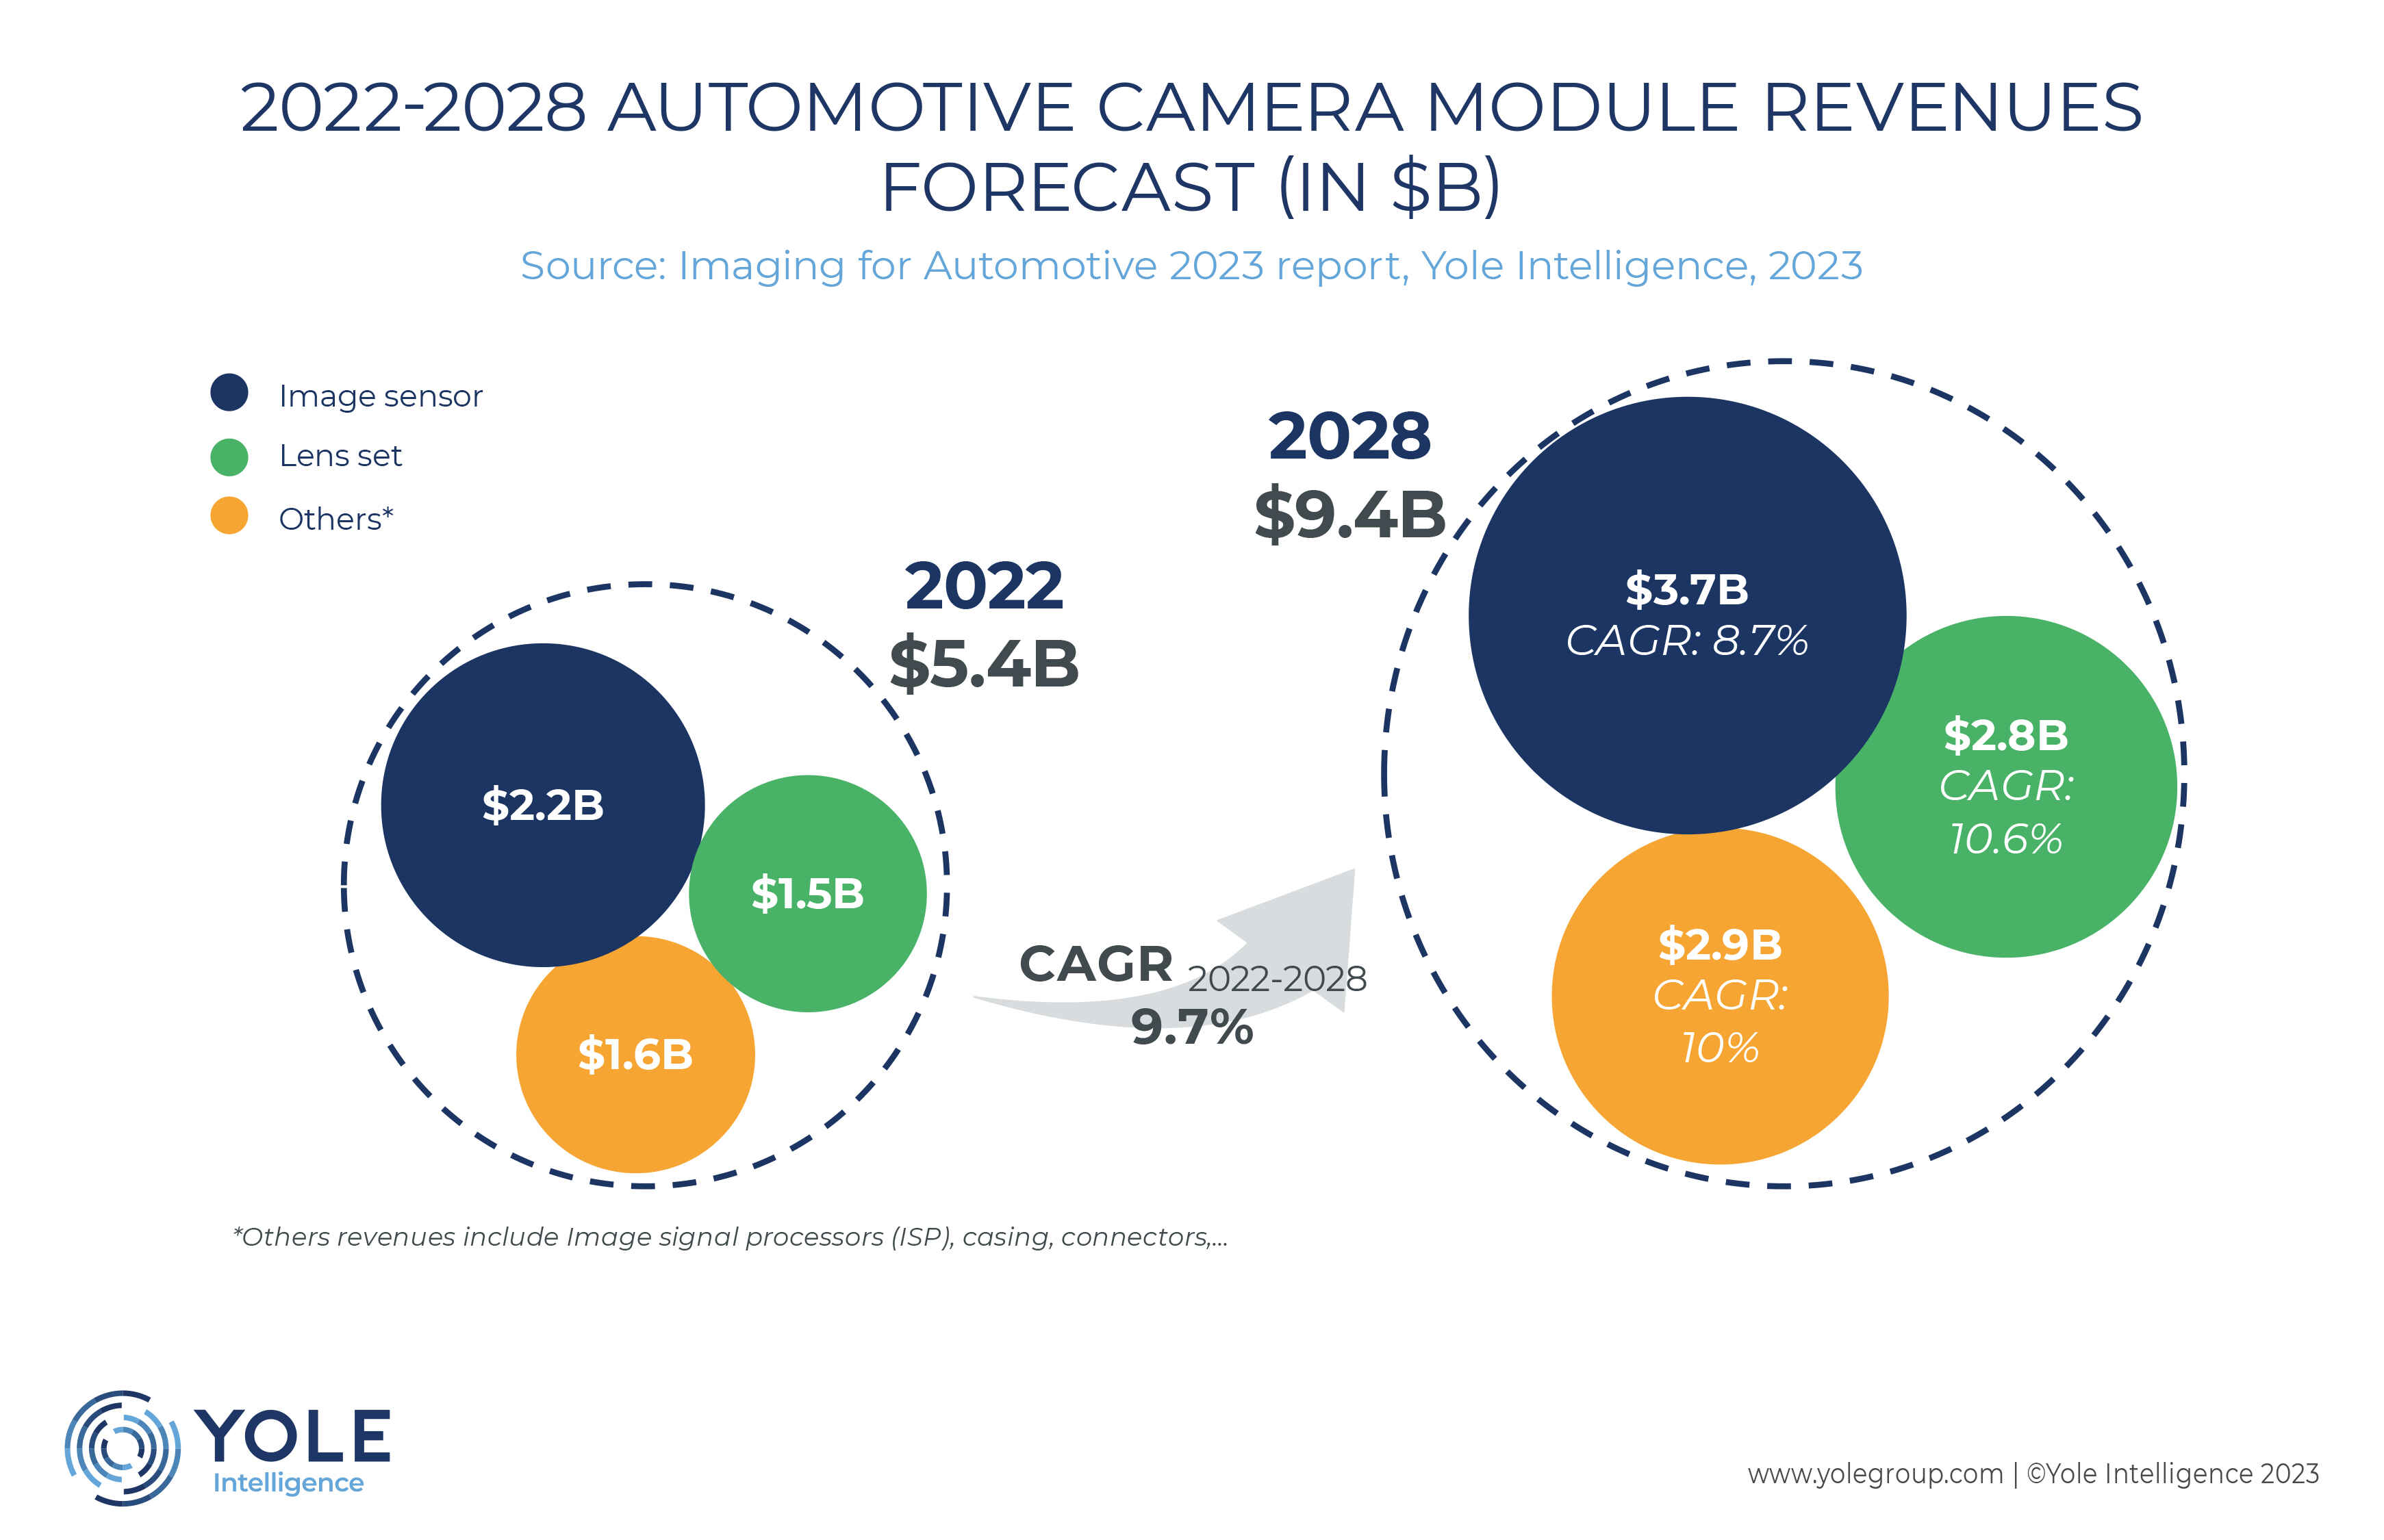 2022-2028 AUTOMOTIVE CAMERA MODULE REVENUES
FORECAST (IN $B)
Source: Imaging for Automotive 2023 report, Yole Intelligence, 2023
Image sensor
Lens set
Others*
2022
$5.4B
$2.2B
$1.5B
$1.6B
CAGR 2022-2028
9.7%
2028
$9.4B
$3.7B
CAGR: 8.7%
$2.8B
CAGR:
10.6%
$2.9B
CAGR:
10%
*Others revenues include Image signal processors (ISP), casing, connectors,...
YOLE
Intelligence
www.yolegroup.com | ©Yole Intelligence 2023